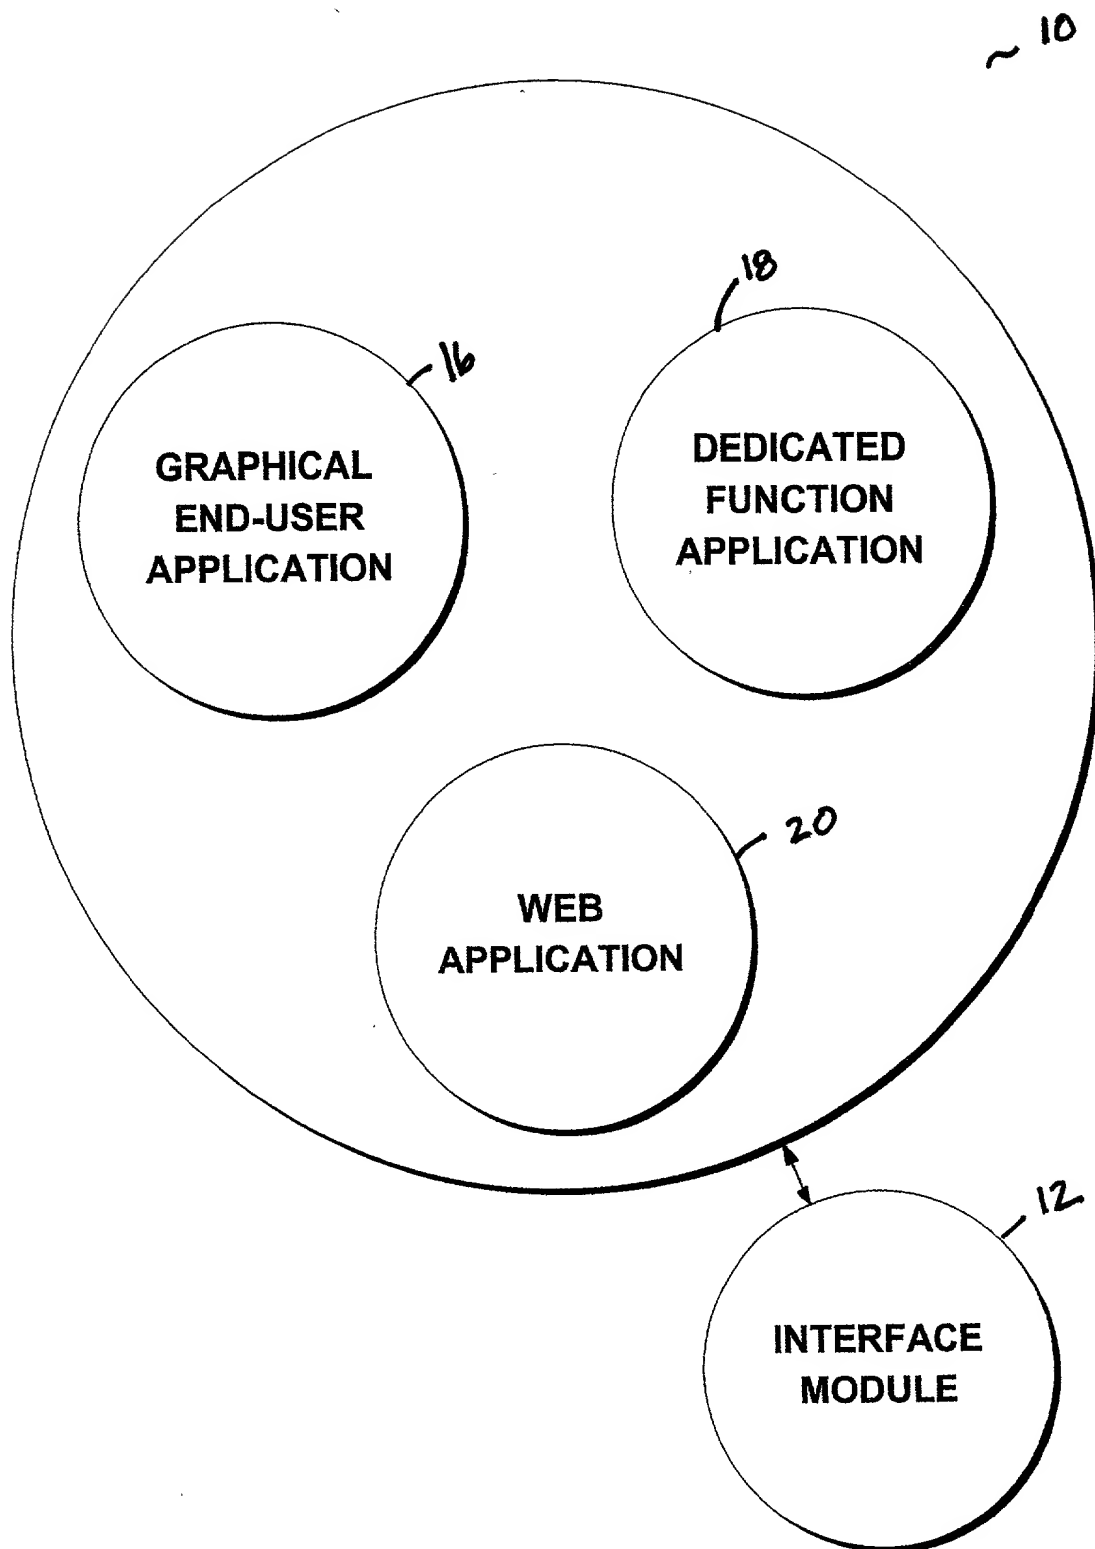 10
18
16
GRAPHICAL
END-USER
APPLICATION
DEDICATED
FUNCTION
APPLICATION
20
WEB
APPLICATION
12
INTERFACE
MODULE